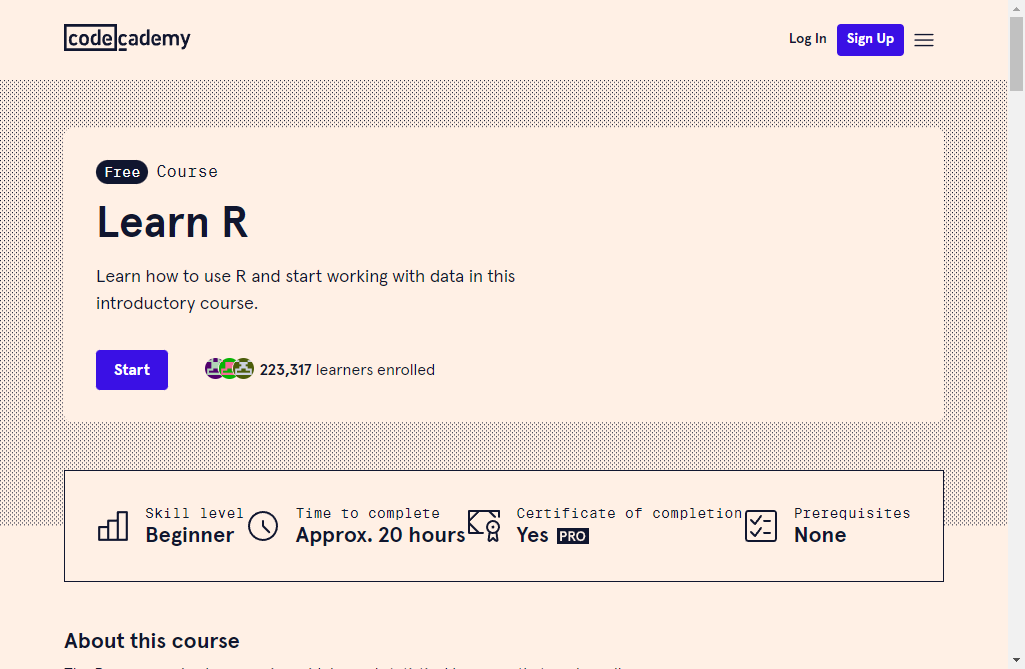 codecademy
Log In
Sign Up
Free Course
Learn R
Learn how to use R and start working with data in this
introductory course.
Start
223,317 learners enrolled
Skill level
Beginner
Time to complete
Approx. 20 hours
Certificate of completion
Yes PRO
Prerequisites
None
About this course